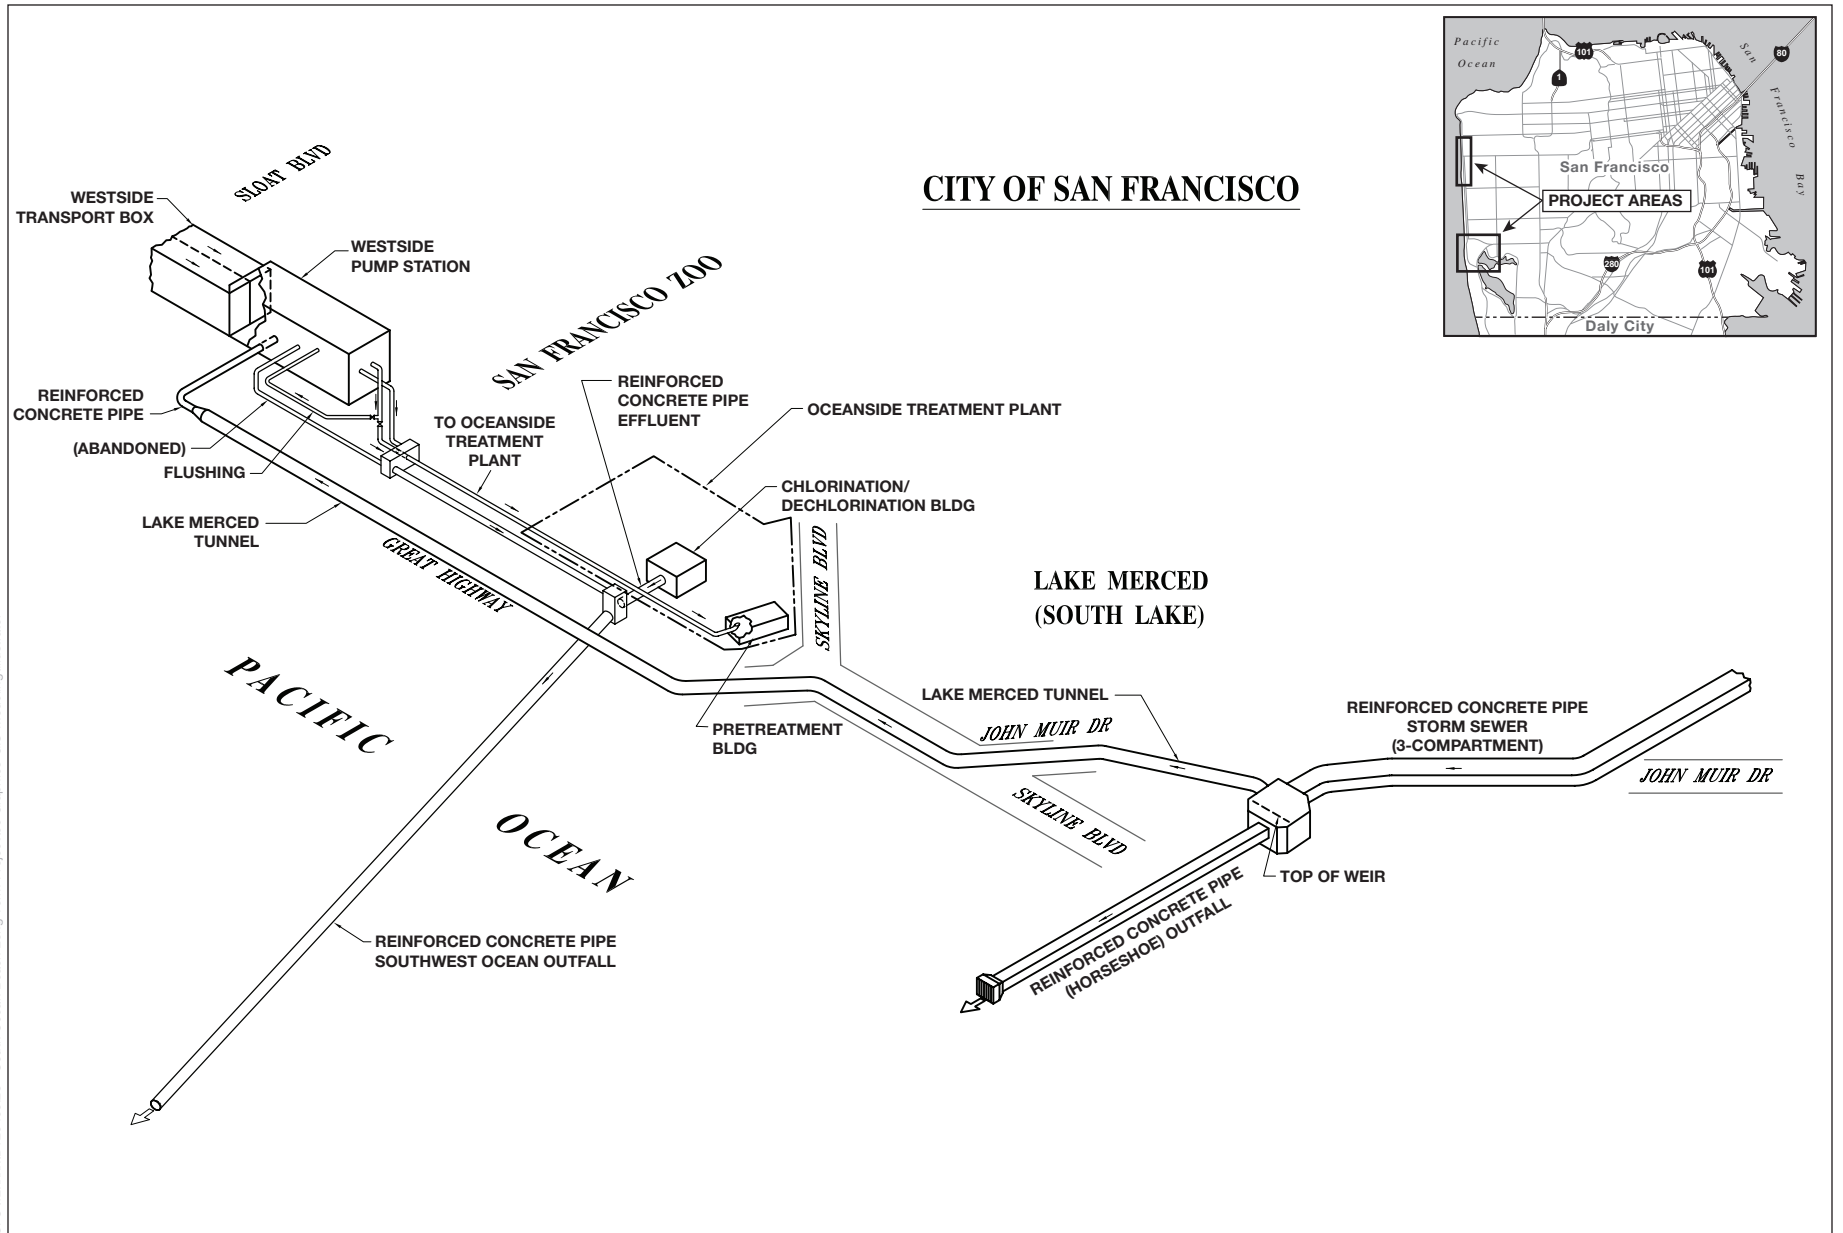 CITY OF SAN FRANCISCO
Pacific
Ocean
101
1
80
San
Francisco
Bay
San Francisco
PROJECT AREAS
280
101
Daly City
SLOAT BLVD
WESTSIDE
TRANSPORT BOX
WESTSIDE
PUMP STATION
SAN FRANCISCO ZOO
REINFORCED
CONCRETE PIPE
(ABANDONED)
FLUSHING
LAKE MERCED
TUNNEL
TO OCEANSIDE
TREATMENT
PLANT
REINFORCED
CONCRETE PIPE
EFFLUENT
OCEANSIDE TREATMENT PLANT
CHLORINATION/
DECHLORINATION BLDG
GREAT HIGHWAY
SKYLINE BLVD
LAKE MERCED
(SOUTH LAKE)
PACIFIC
OCEAN
PRETREATMENT
BLDG
LAKE MERCED TUNNEL
JOHN MUIR DR
REINFORCED CONCRETE PIPE
STORM SEWER
(3-COMPARTMENT)
JOHN MUIR DR
SKYLINE BLVD
TOP OF WEIR
REINFORCED CONCRETE PIPE
(HORSESHOE) OUTFALL
REINFORCED CONCRETE PIPE
SOUTHWEST OCEAN OUTFALL